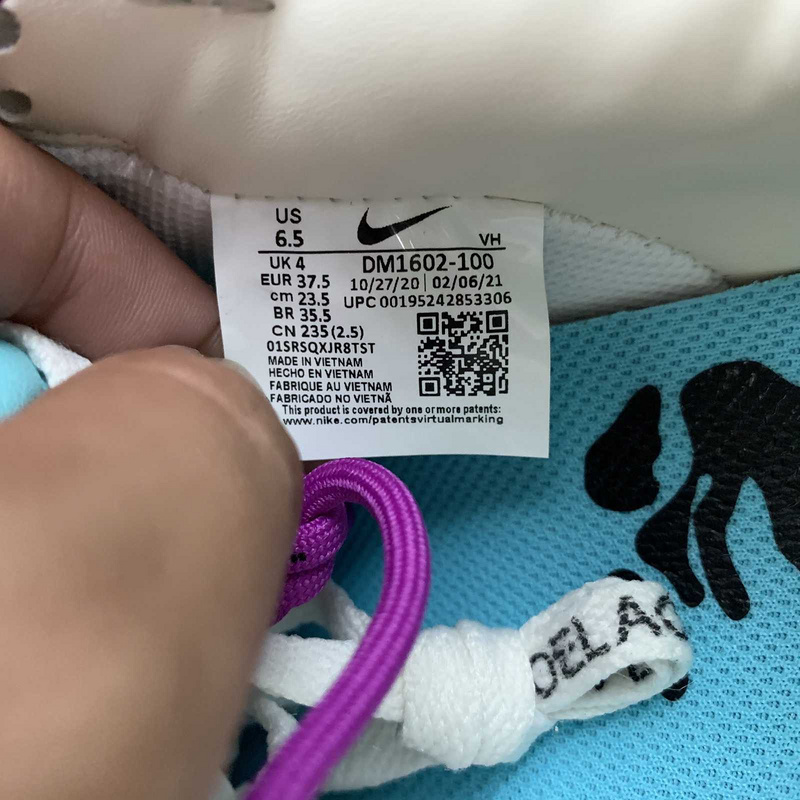 US
6.5
VH
UK 4
DM1602-100
EUR 37.5
10/27/20 | 02/06/21
cm 23.5
UPC 00195242853306
BR 35.5
CN 235 (2.5)
01SRSQXJR8TST
MADE IN VIETNAM
HECHO EN VIETNAM
FABRIQUE AU VIETNAM
FABRICADO NO VIETNÃ
This product is covered by one or more patents:
www.nike.com/patentsvirtualmarking